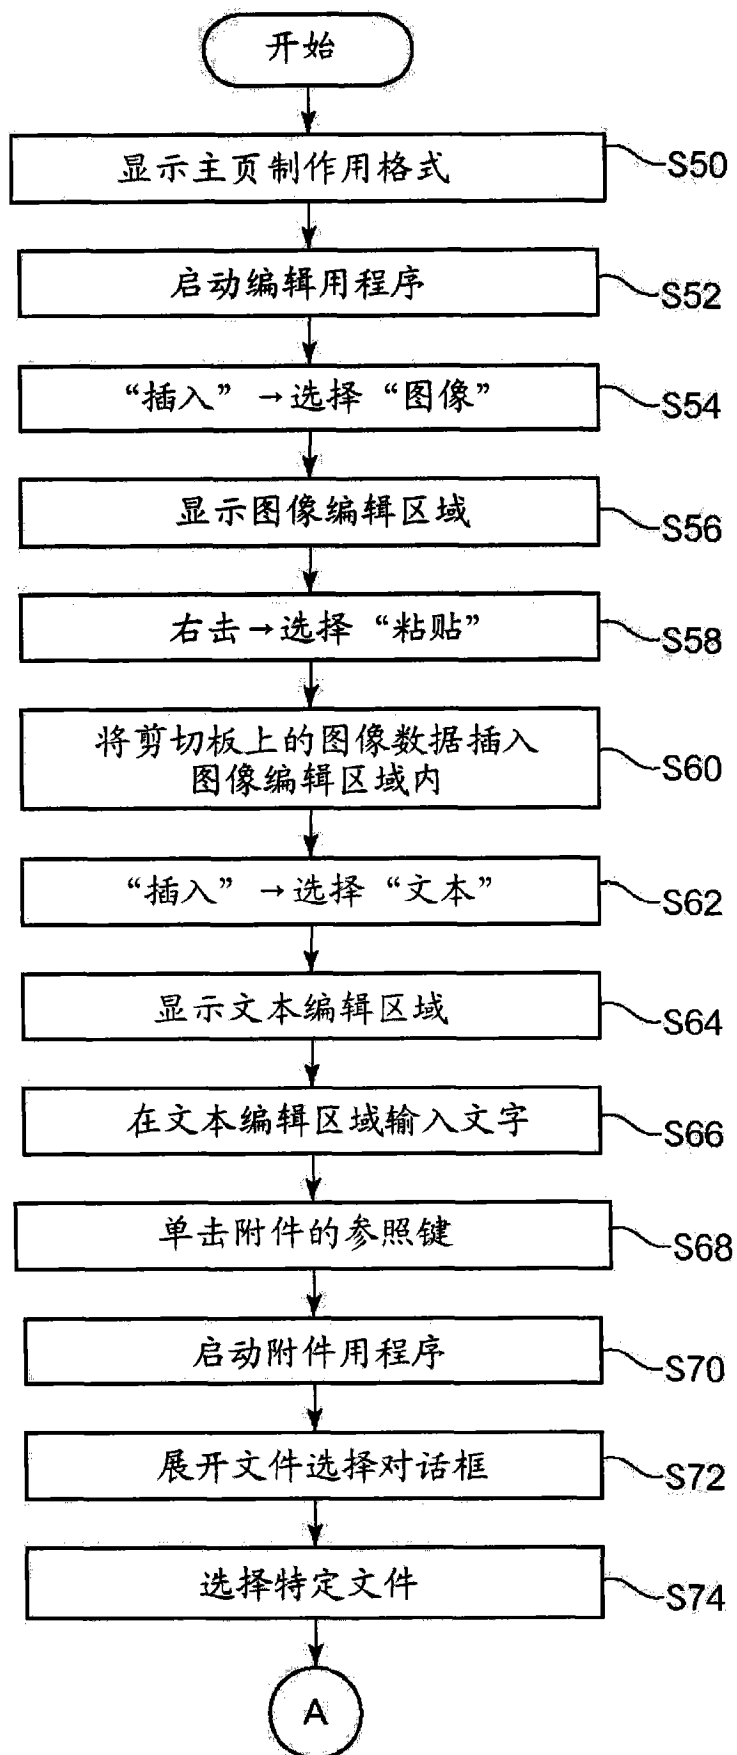 开始
显示主页制作用格式
S50
启动编辑用程序
S52
“插入”→选择“图像”
S54
显示图像编辑区域
S56
右击→选择“粘贴”
S58
将剪切板上的图像数据插入
图像编辑区域内
S60
“插入”→选择“文本”
S62
显示文本编辑区域
S64
在文本编辑区域输入文字
S66
单击附件的参照键
S68
启动附件用程序
S70
展开文件选择对话框
S72
选择特定文件
S74
A